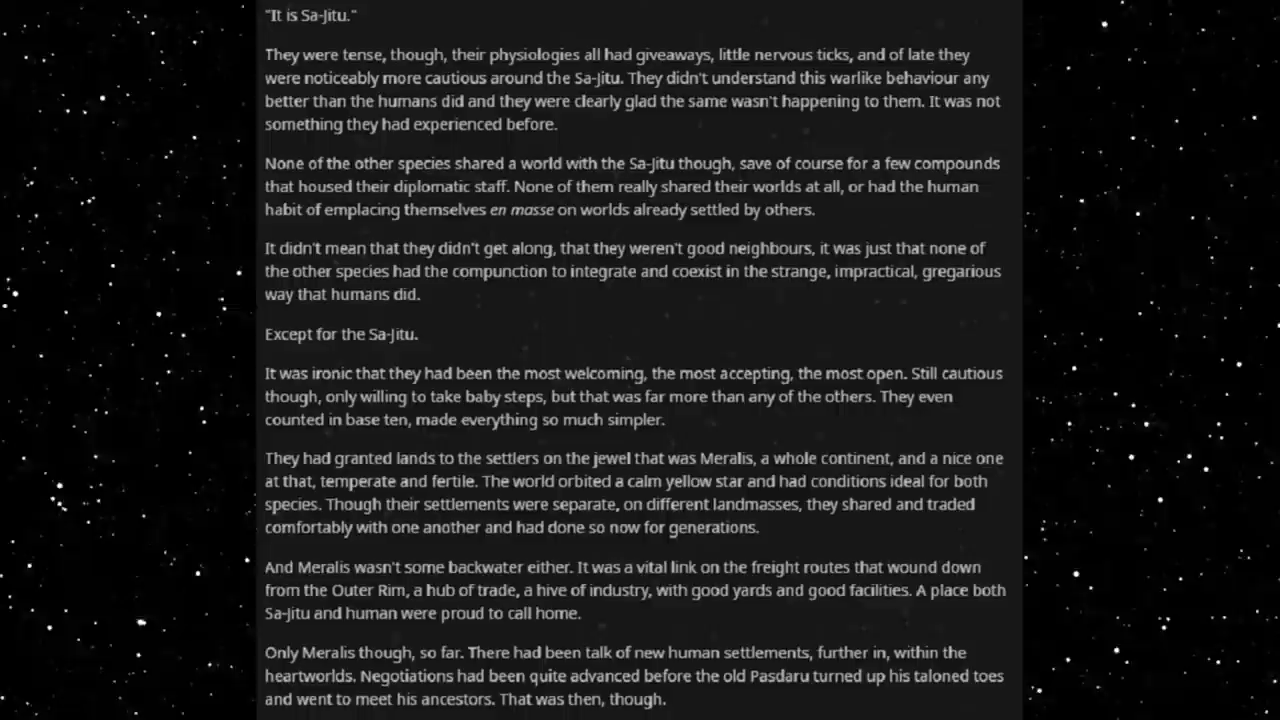 "It is Sa-Jitu."
They were tense, though, their physiologies all had giveaways, little nervous ticks, and of late they
were noticeably more cautious around the Sa-Jitu. They didn't understand this warlike behaviour any
better than the humans did and they were clearly glad the same wasn't happening to them. It was not
something they had experienced before.
None of the other species shared a world with the Sa-Jitu though, save of course for a few compounds
that housed their diplomatic staff. None of them really shared their worlds at all, or had the human
habit of emplacing themselves en masse on worlds already settled by others.
It didn't mean that they didn't get along, that they weren't good neighbours, it was just that none of
the other species had the compunction to integrate and coexist in the strange, impractical, gregarious
way that humans did.
Except for the Sa-Jitu.
It was ironic that they had been the most welcoming, the most accepting, the most open. Still cautious
though, only willing to take baby steps, but that was far more than any of the others. They even
counted in base ten, made everything so much simpler.
They had granted lands to the settlers on the jewel that was Meralis, a whole continent, and a nice one
at that, temperate and fertile. The world orbited a calm yellow star and had conditions ideal for both
species. Though their settlements were separate, on different landmasses, they shared and traded
comfortably with one another and had done so now for generations.
And Meralis wasn't some backwater either. It was a vital link on the freight routes that wound down
from the Outer Rim, a hub of trade, a hive of industry, with good yards and good facilities. A place both
Sa-Jitu and human were proud to call home.
Only Meralis though, so far. There had been talk of new human settlements, further in, within the
heartworlds. Negotiations had been quite advanced before the old Pasdaru turned up his taloned toes
and went to meet his ancestors. That was then, though.